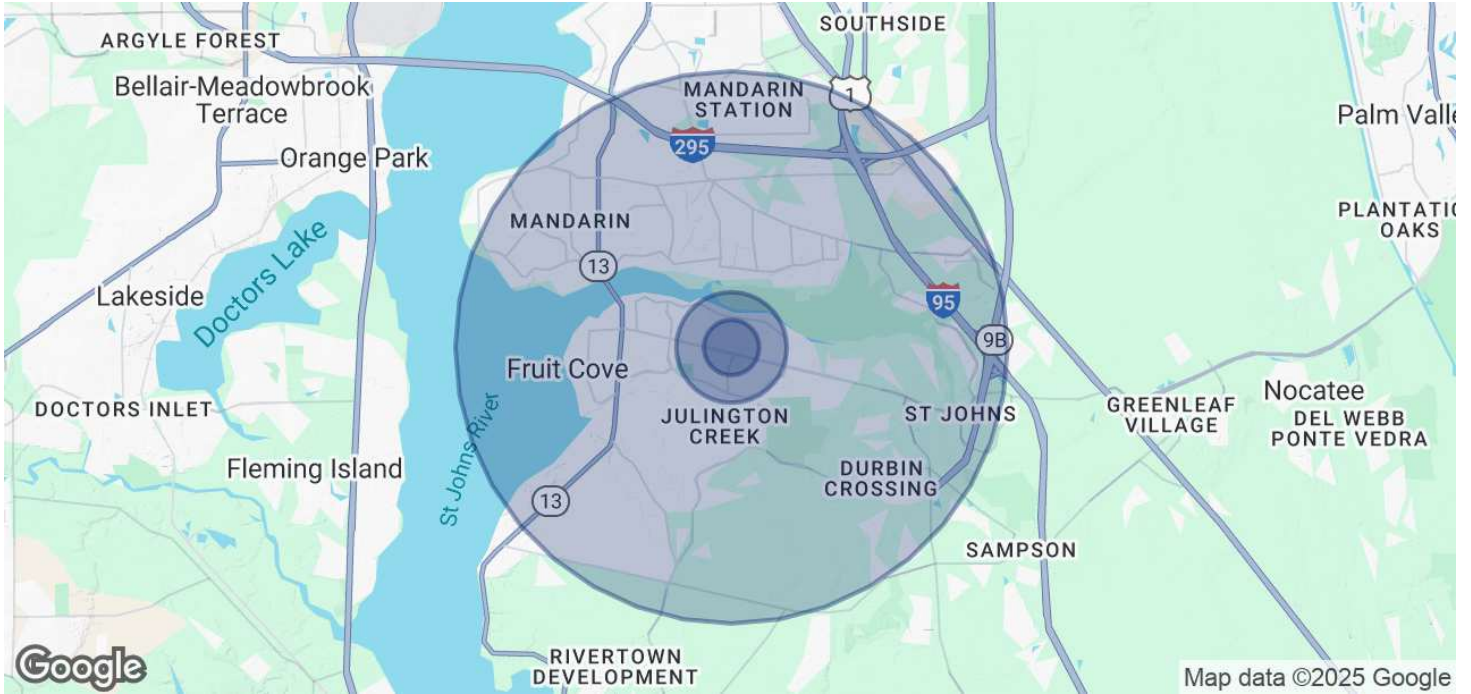 SOUTHSIDE
ARGYLE FOREST
Bellair-Meadowbrook
Terrace
MANDARIN
STATION
1
Palm Valle
295
Orange Park
PLANTATIO
OAKS
MANDARIN
Doctors Lake
13
Lakeside
95
9B
Fruit Cove
Nocatee
DOCTORS INLET
JULINGTON
CREEK
ST JOHNS
GREENLEAF
VILLAGE
DEL WEBB
PONTE VEDRA
St Johns River
Fleming Island
DURBIN
CROSSING
13
SAMPSON
RIVERTOWN
DEVELOPMENT
Google
Map data ©2025 Google